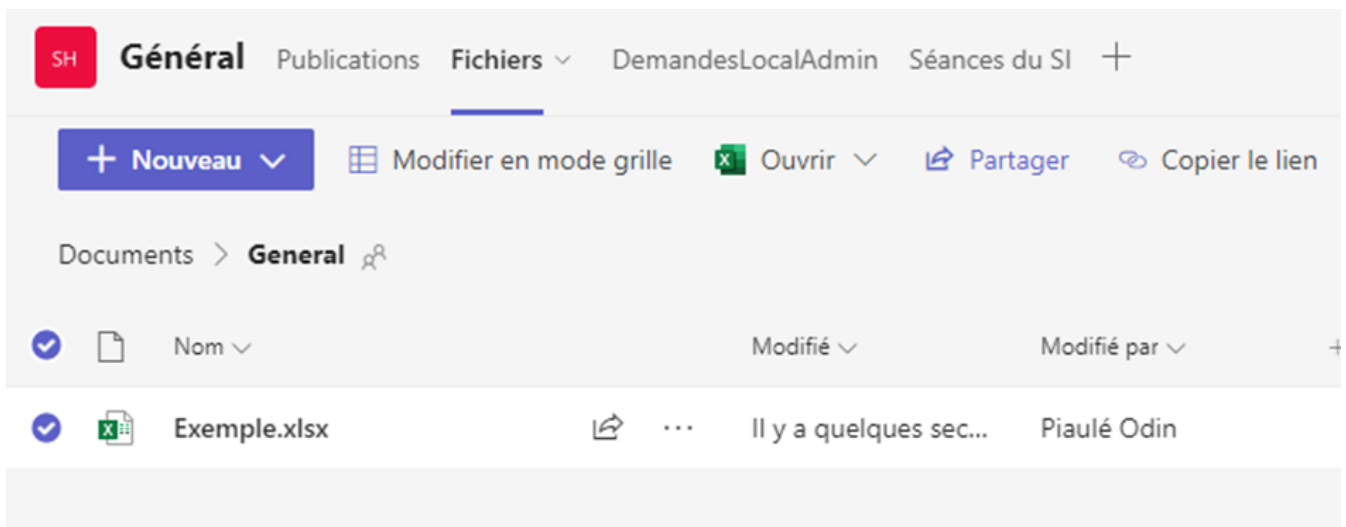 SH Général Publications Fichiers DemandesLocalAdmin Séances du SI
Nouveau Modifier en mode grille Ouvrir Partager Copier le lien
Documents > General
Nom Modifié Modifié par
Exemple.xlsx ... Il y a quelques sec... Piaulé Odin